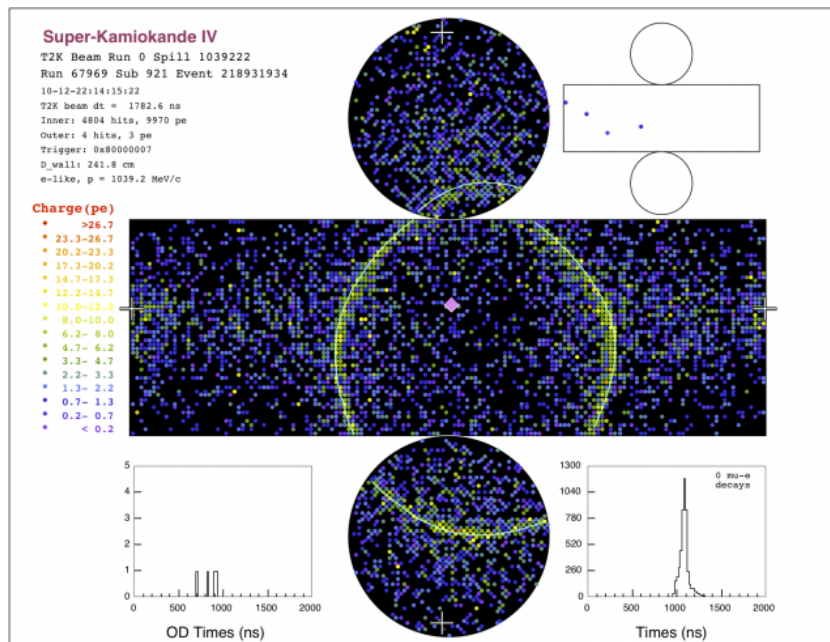 Super-Kamiokande IV
T2K Beam Run 0 Spill 1039222
Run 67969 Sub 921 Event 218931934
10-12-22:14:15:22
T2K beam dt = 1782.6 ns
Inner: 4804 hits, 9970 pe
Outer: 4 hits, 3 pe
Trigger: 0x80000007
D_wall: 241.8 cm
e-like, p = 1039.2 MeV/c
Charge(pe)
>26.7
23.3-26.7
20.2-23.3
17.3-20.2
14.7-17.3
12.2-14.7
10.0-12.2
8.0-10.0
6.2- 8.0
4.7- 6.2
3.3- 4.7
2.2- 3.3
1.3- 2.2
0.7- 1.3
0.2- 0.7
< 0.2
5
4
3
2
1
0
0 500 1000 1500 2000
OD Times (ns)
1300
1040
780
520
260
0
0 mu-e
decays
0 500 1000 1500 2000
Times (ns)